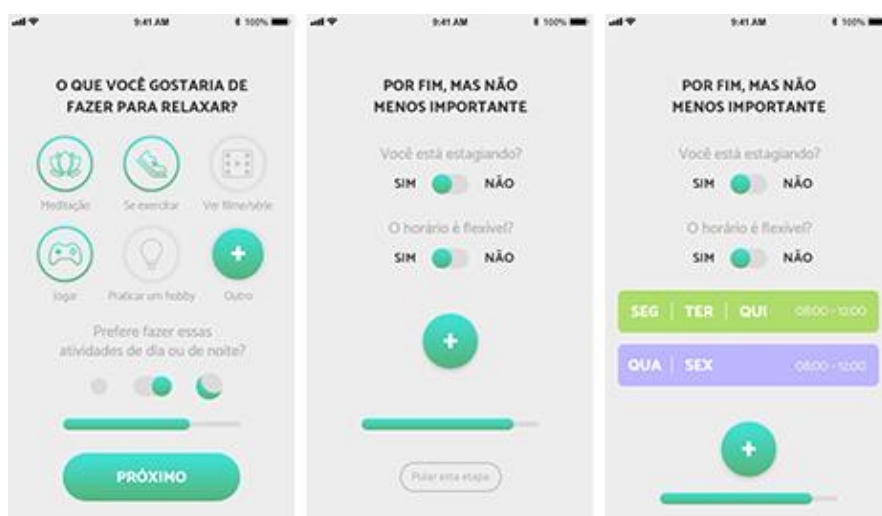 9:41 AM
100%
O QUE VOCÊ GOSTARIA DE
FAZER PARA RELAXAR?
Meditação
Se exercitar
Ver filme/série
Jogar
Praticar um hobby
Outro
Prefere fazer essas
atividades de dia ou de noite?
PRÓXIMO
9:41 AM
100%
POR FIM, MAS NÃO
MENOS IMPORTANTE
Você está estagiando?
SIM NÃO
O horário é flexível?
SIM NÃO
Pular esta etapa
9:41 AM
100%
POR FIM, MAS NÃO
MENOS IMPORTANTE
Você está estagiando?
SIM NÃO
O horário é flexível?
SIM NÃO
SEG | TER | QUI 08:00 - 12:00
QUA | SEX 08:00 - 12:00